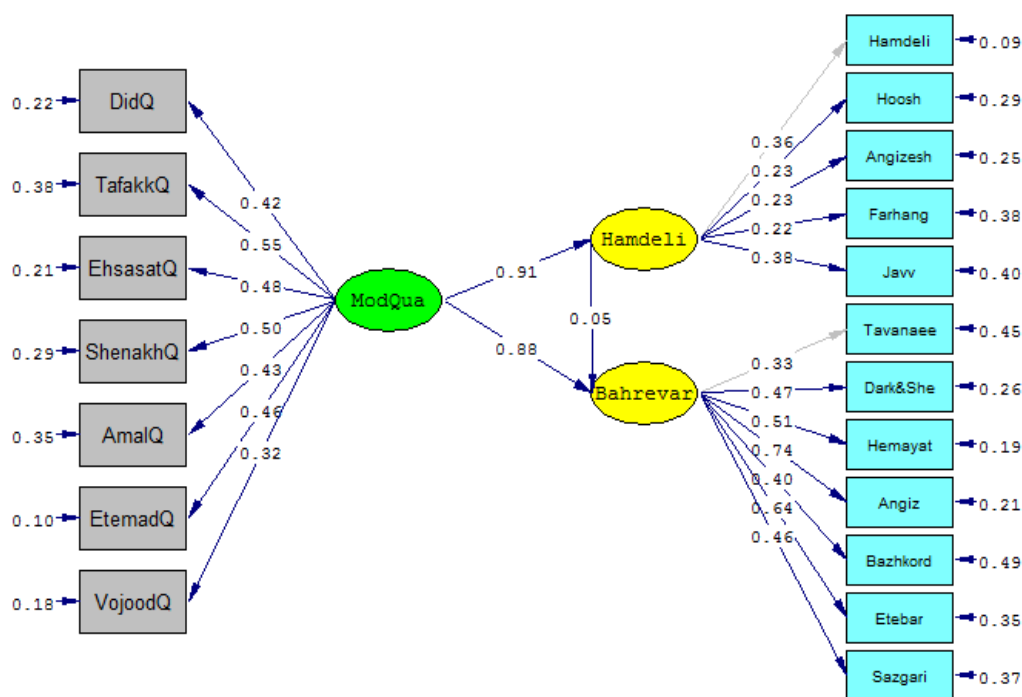 0.22 DidQ
0.38 TafakkQ
0.21 EhsasatQ
0.29 ShenakhQ
0.35 AmalQ
0.10 EtemadQ
0.18 VojoodQ
0.42
0.55
0.48
0.50
0.43
0.46
0.32
ModQua
0.91
0.88
Hamdeli
0.05
Bahrevar
0.36
0.23
0.23
0.22
0.38
0.33
0.47
0.51
0.74
0.40
0.64
0.46
Hamdeli 0.09
Hoosh 0.29
Angizesh 0.25
Farhang 0.38
Javv 0.40
Tavanaee 0.45
Dark&She 0.26
Hemayat 0.19
Angiz 0.21
Bazhkord 0.49
Etebar 0.35
Sazgari 0.37